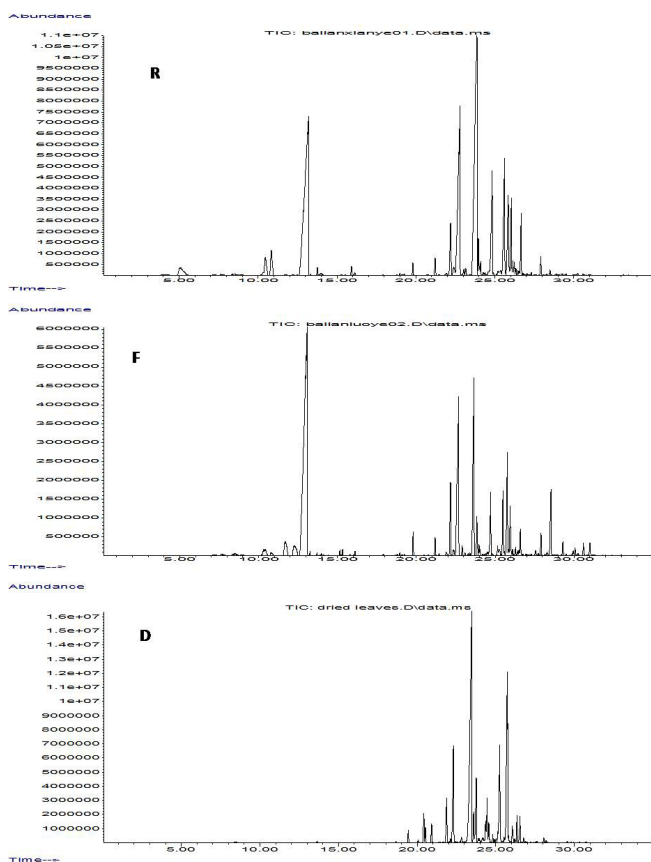 Abundance
TIC: bailanxianye01.D\data.ms
1.1e+07
1.05e+07
1e+07
9500000
9000000
8500000
8000000
7500000
7000000
6500000
6000000
5500000
5000000
4500000
4000000
3500000
3000000
2500000
2000000
1500000
1000000
500000
R
5.00 10.00 15.00 20.00 25.00 30.00
Time-->
Abundance
TIC: bailanluoye02.D\data.ms
6000000
5500000
5000000
4500000
4000000
3500000
3000000
2500000
2000000
1500000
1000000
500000
F
5.00 10.00 15.00 20.00 25.00 30.00
Time-->
Abundance
TIC: dried leaves.D\data.ms
1.6e+07
1.5e+07
1.4e+07
1.3e+07
1.2e+07
1.1e+07
1e+07
9000000
8000000
7000000
6000000
5000000
4000000
3000000
2000000
1000000
D
5.00 10.00 15.00 20.00 25.00 30.00
Time-->